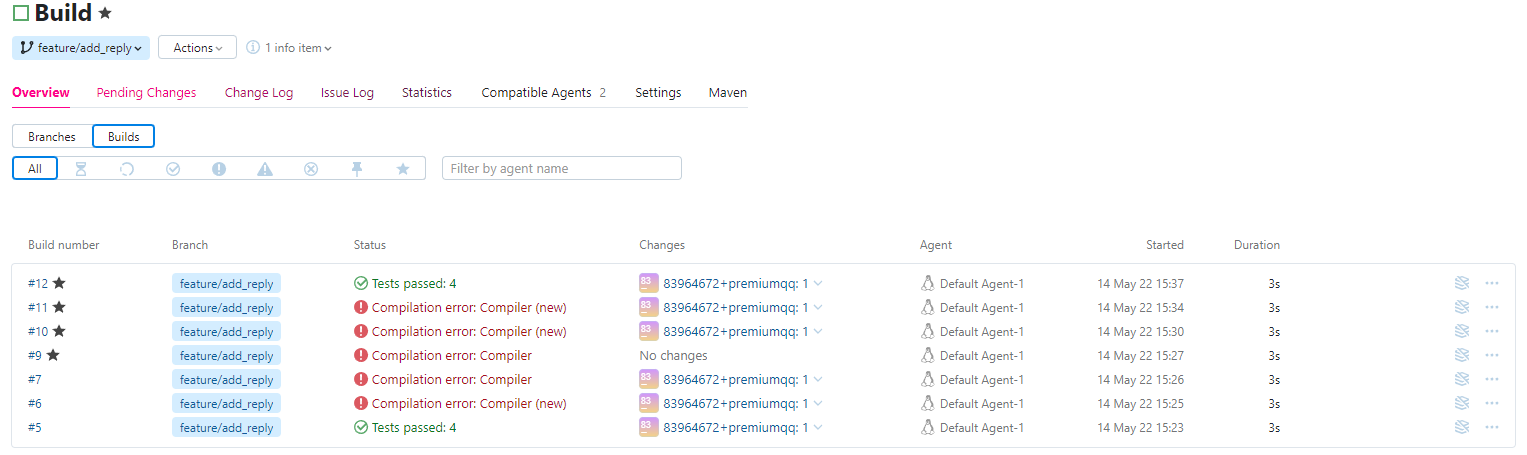 Build
feature/add_reply Actions 1 info item
Overview Pending Changes Change Log Issue Log Statistics Compatible Agents 2 Settings Maven
Branches Builds
All Filter by agent name
Build number Branch Status Changes Agent Started Duration
#12 feature/add_reply Tests passed: 4 83 83964672+premiumqq: 1 Default Agent-1 14 May 22 15:37 3s
#11 feature/add_reply Compilation error: Compiler (new) 83 83964672+premiumqq: 1 Default Agent-1 14 May 22 15:34 3s
#10 feature/add_reply Compilation error: Compiler (new) 83 83964672+premiumqq: 1 Default Agent-1 14 May 22 15:30 3s
#9 feature/add_reply Compilation error: Compiler No changes Default Agent-1 14 May 22 15:27 3s
#7 feature/add_reply Compilation error: Compiler 83 83964672+premiumqq: 1 Default Agent-1 14 May 22 15:26 3s
#6 feature/add_reply Compilation error: Compiler (new) 83 83964672+premiumqq: 1 Default Agent-1 14 May 22 15:25 3s
#5 feature/add_reply Tests passed: 4 83 83964672+premiumqq: 1 Default Agent-1 14 May 22 15:23 3s